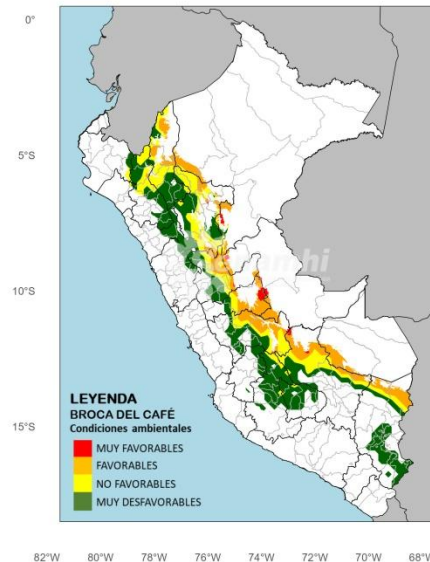 0°
5°S
10°S
15°S
senamhi
LEYENDA
BROCA DEL CAFÉ
Condiciones ambientales
MUY FAVORABLES
FAVORABLES
NO FAVORABLES
MUY DESFAVORABLES
82°W 80°W 78°W 76°W 74°W 72°W 70°W 68°W